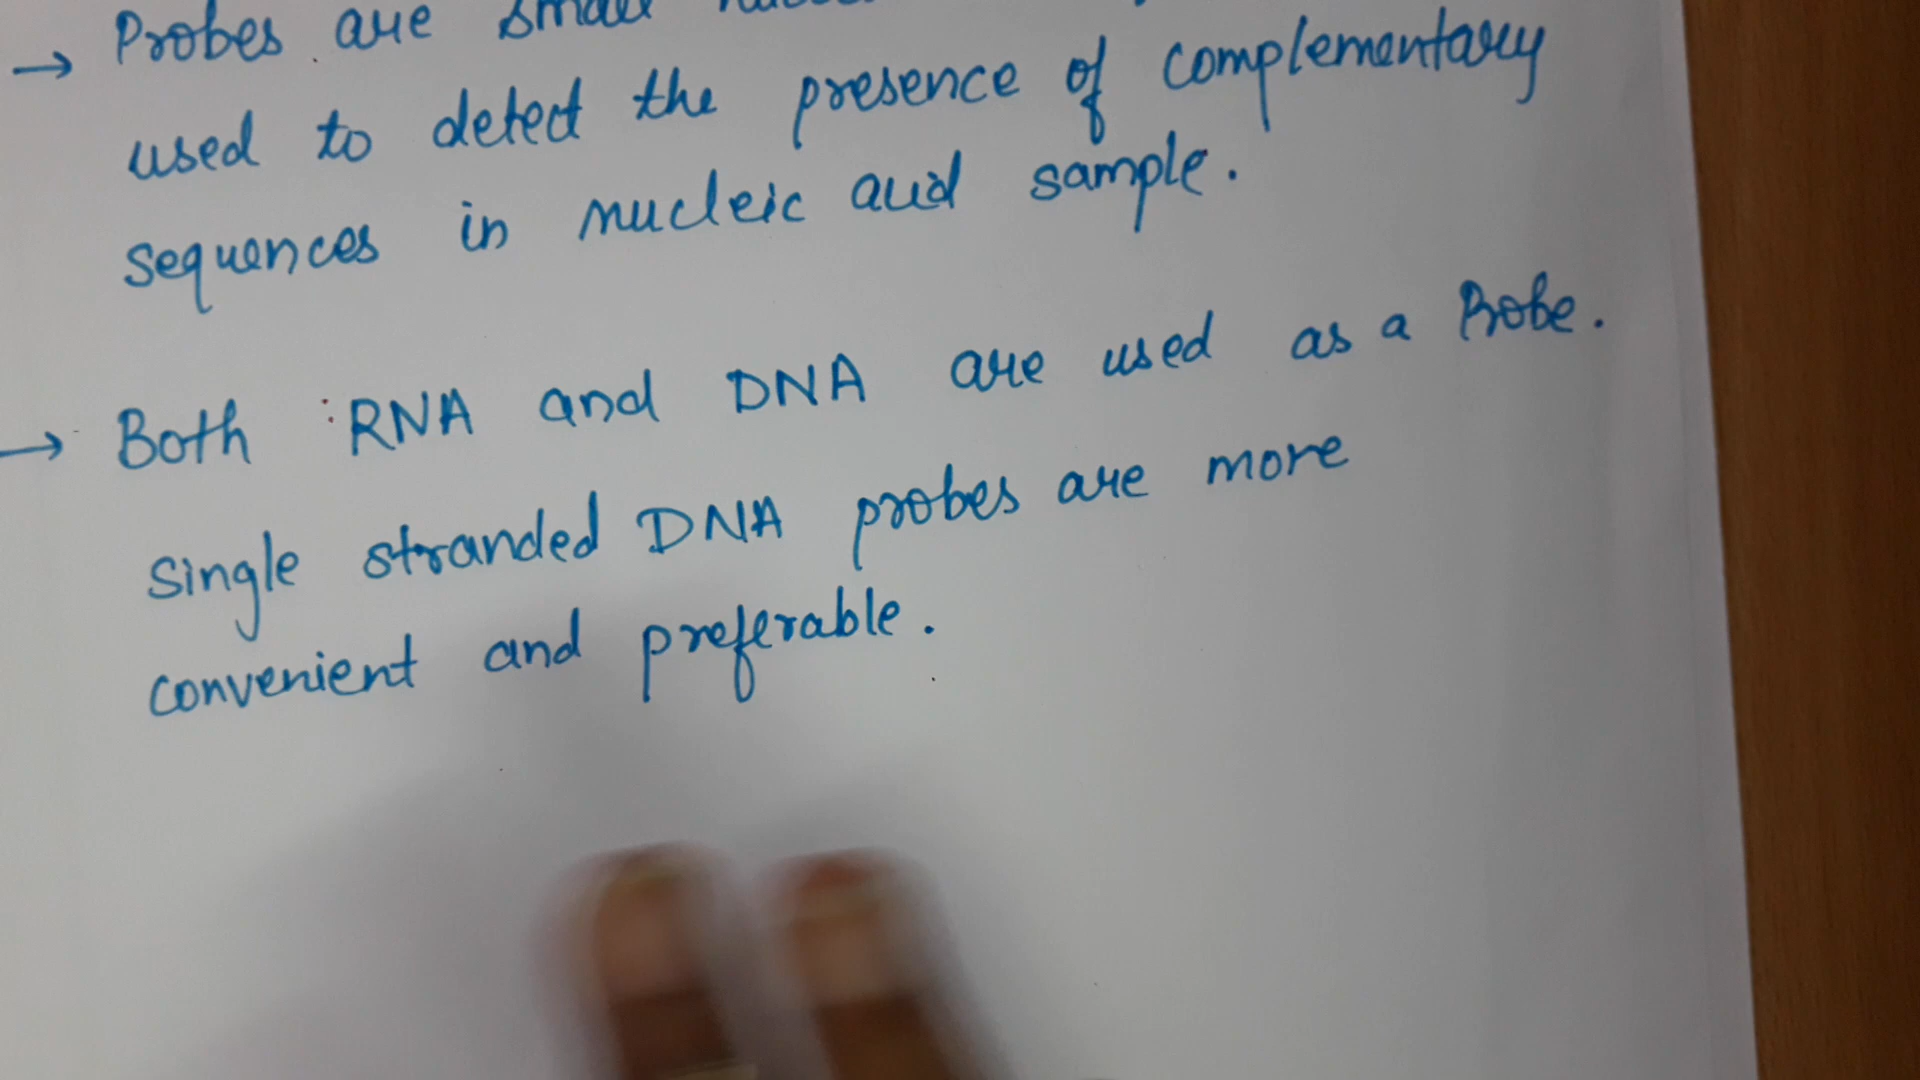 → Probes are small
used to detect the presence of complementary
sequences in nucleic acid sample.
→ Both RNA and DNA are used as a Probe.
Single stranded DNA probes are more
convenient and preferable.